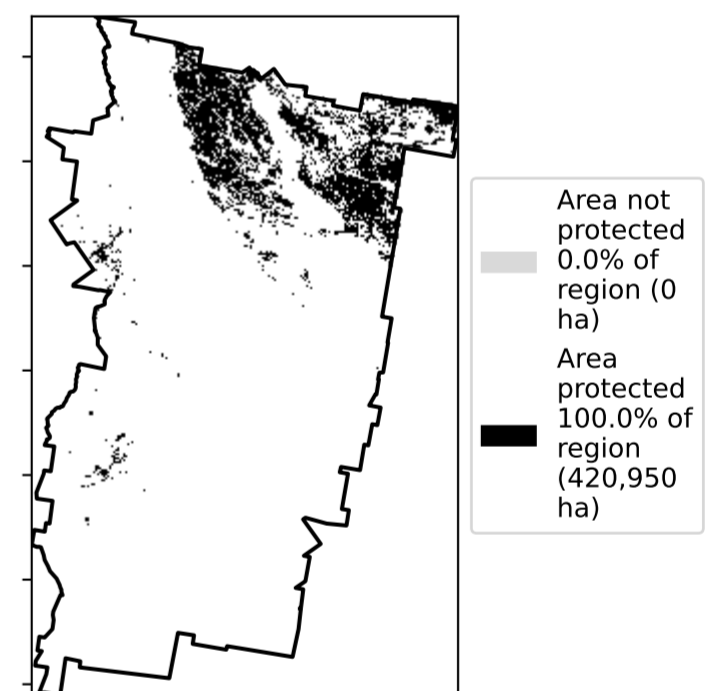 Area not
protected
0.0% of
region (0
ha)
Area
protected
100.0% of
region
(420,950
ha)